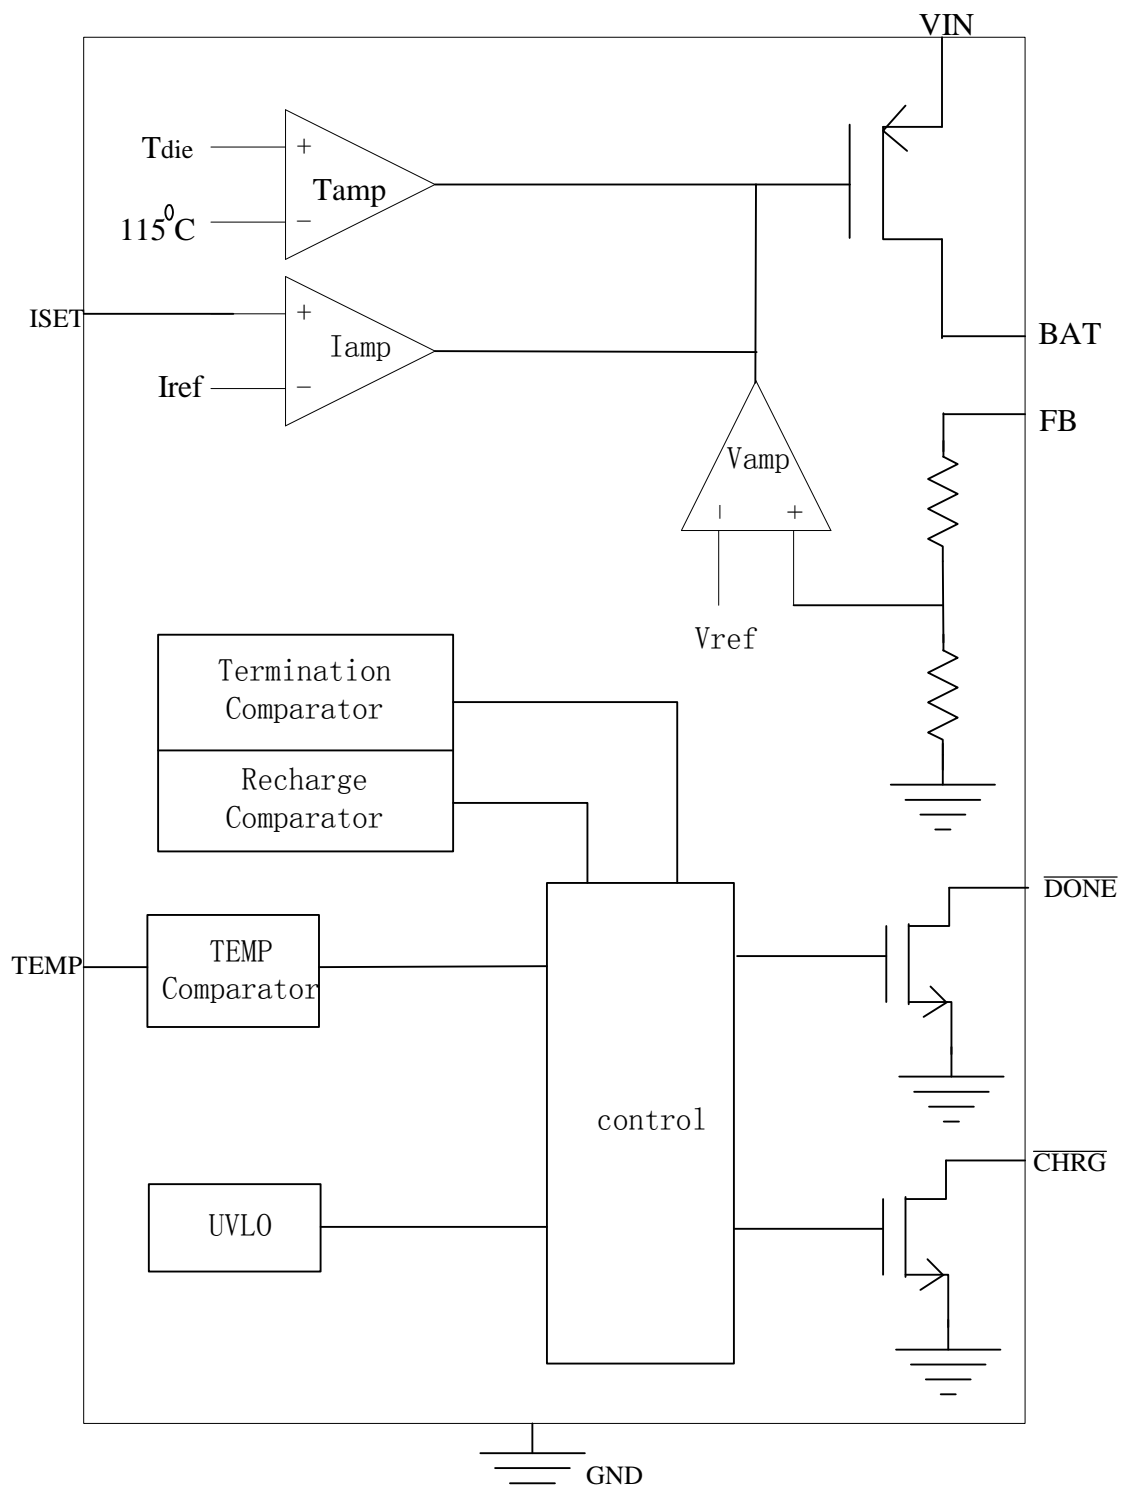 VIN
Tdie
+
Tamp
115⁰C
−
ISET
+
Iamp
Iref
−
BAT
FB
Vamp
− +
Vref
Termination
Comparator
Recharge
Comparator
DONE
TEMP
TEMP
Comparator
control
CHRG
UVLO
GND